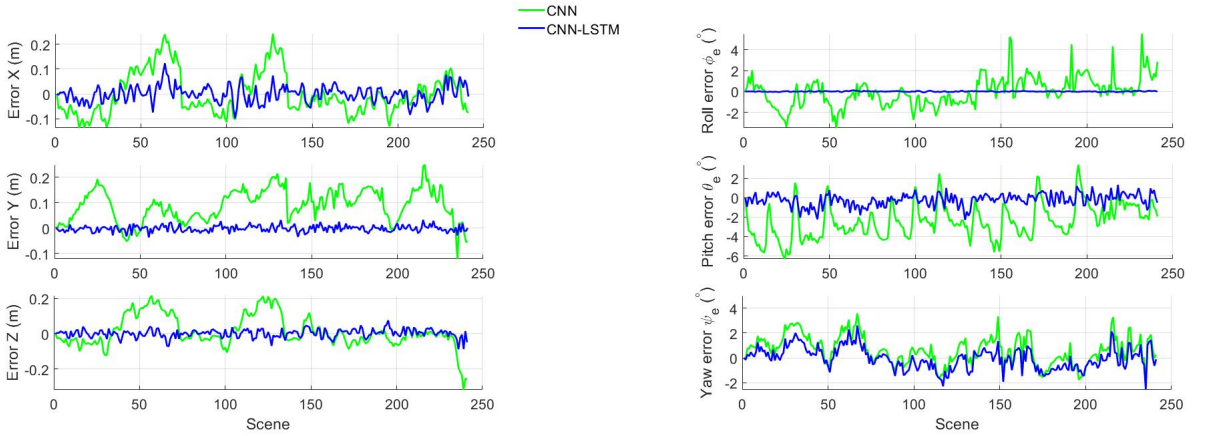 CNN
CNN-LSTM
Error X (m)
0.2
0.1
0
-0.1
0 50 100 150 200 250
Error Y (m)
0.2
0.1
0
-0.1
0 50 100 150 200 250
Error Z (m)
0.2
0
-0.2
0 50 100 150 200 250
Scene
Roll error ϕe (°)
4
2
0
-2
0 50 100 150 200 250
Pitch error θe (°)
2
0
-2
-4
-6
0 50 100 150 200 250
Yaw error ψe (°)
4
2
0
-2
0 50 100 150 200 250
Scene